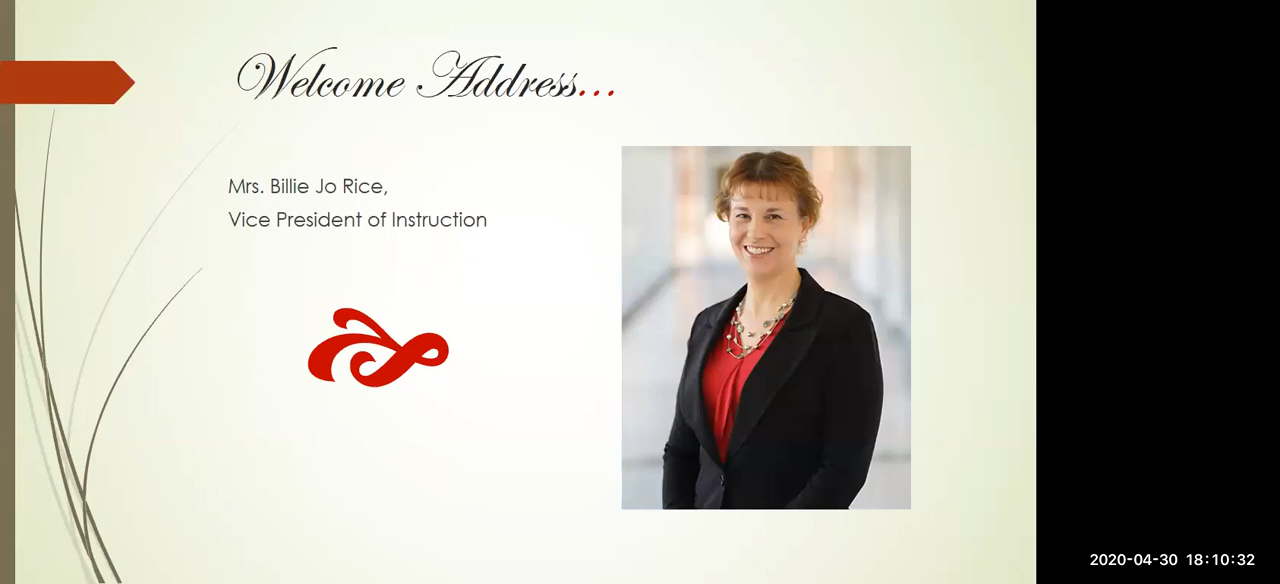 Welcome Address...
Mrs. Billie Jo Rice,
Vice President of Instruction
2020-04-30 18:10:32